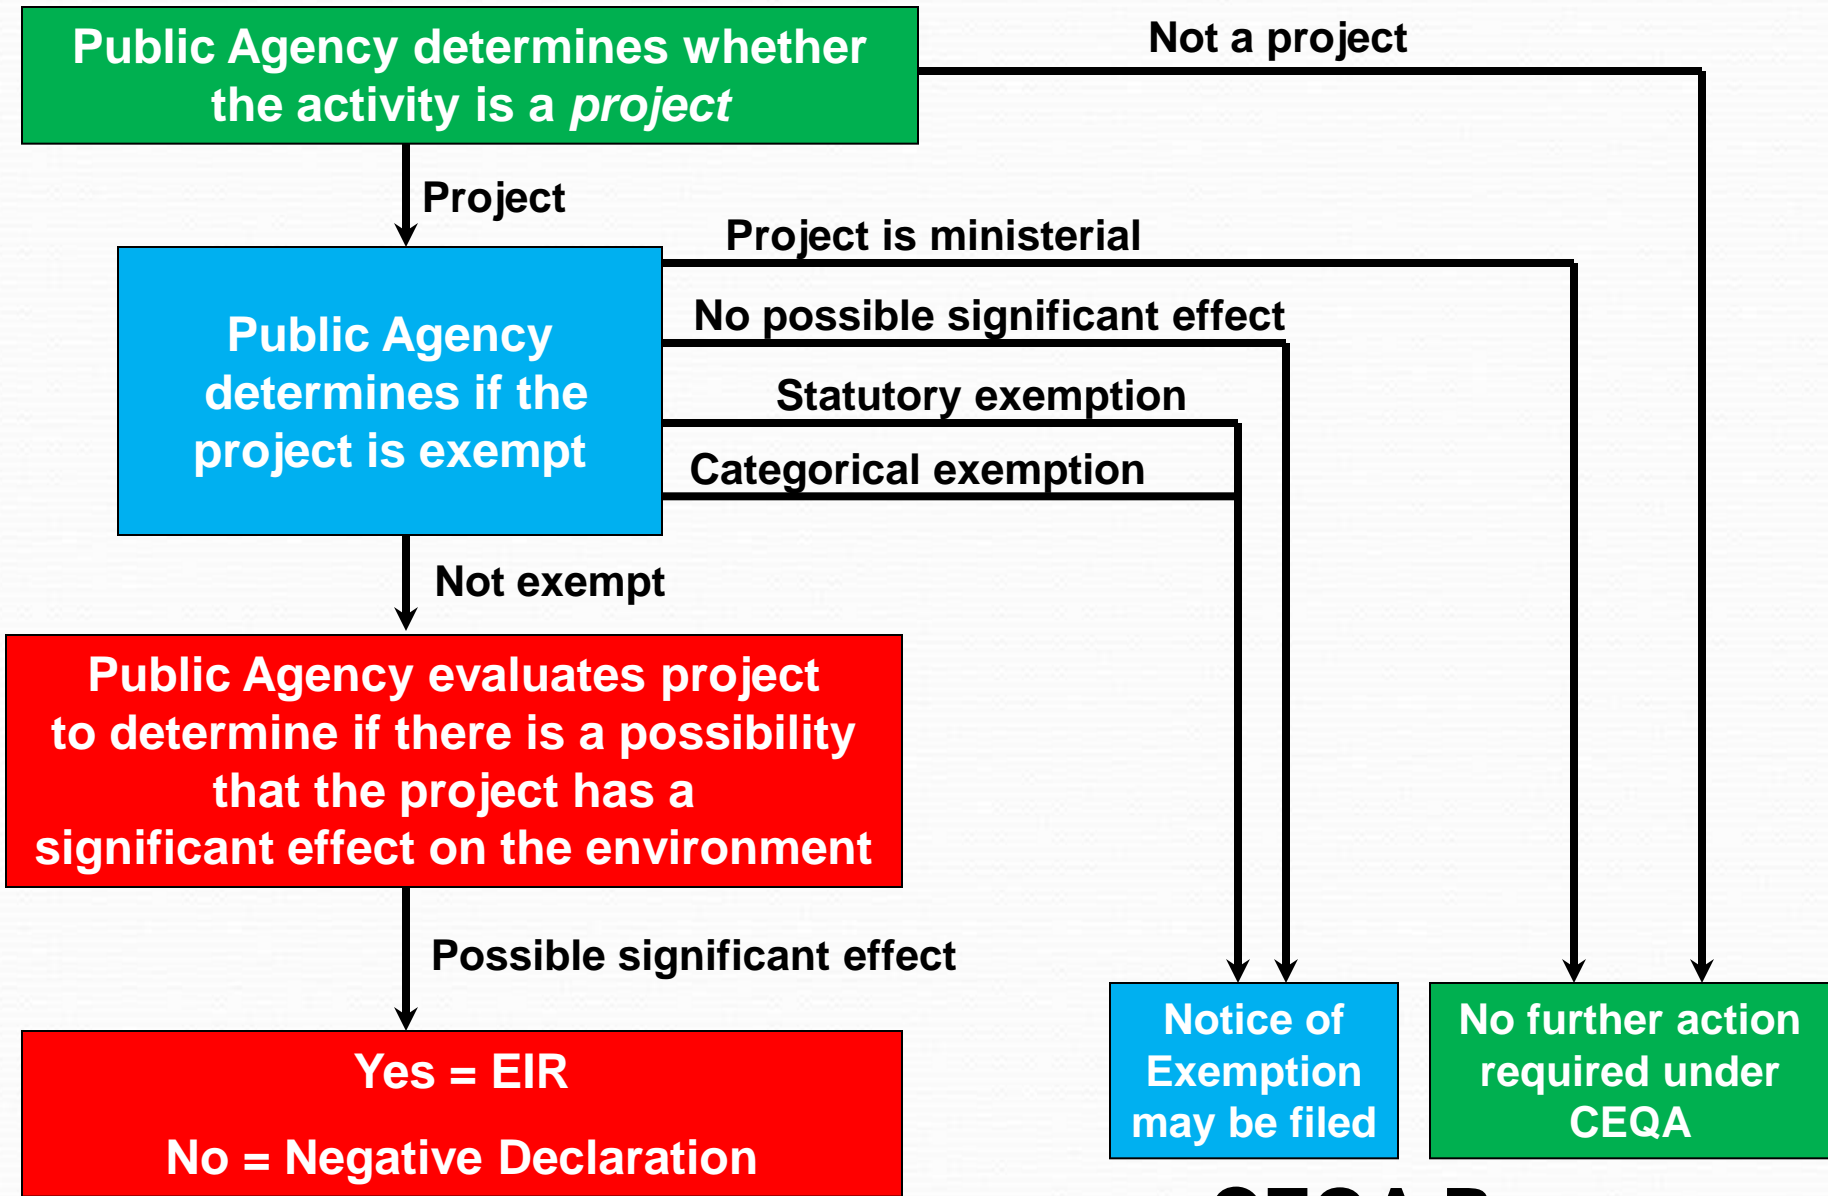 Public Agency determines whether
the activity is a project
Not a project
Project
Project is ministerial
No possible significant effect
Statutory exemption
Categorical exemption
Public Agency
determines if the
project is exempt
Not exempt
Public Agency evaluates project
to determine if there is a possibility
that the project has a
significant effect on the environment
Possible significant effect
Yes = EIR
No = Negative Declaration
Notice of
Exemption
may be filed
No further action
required under
CEQA